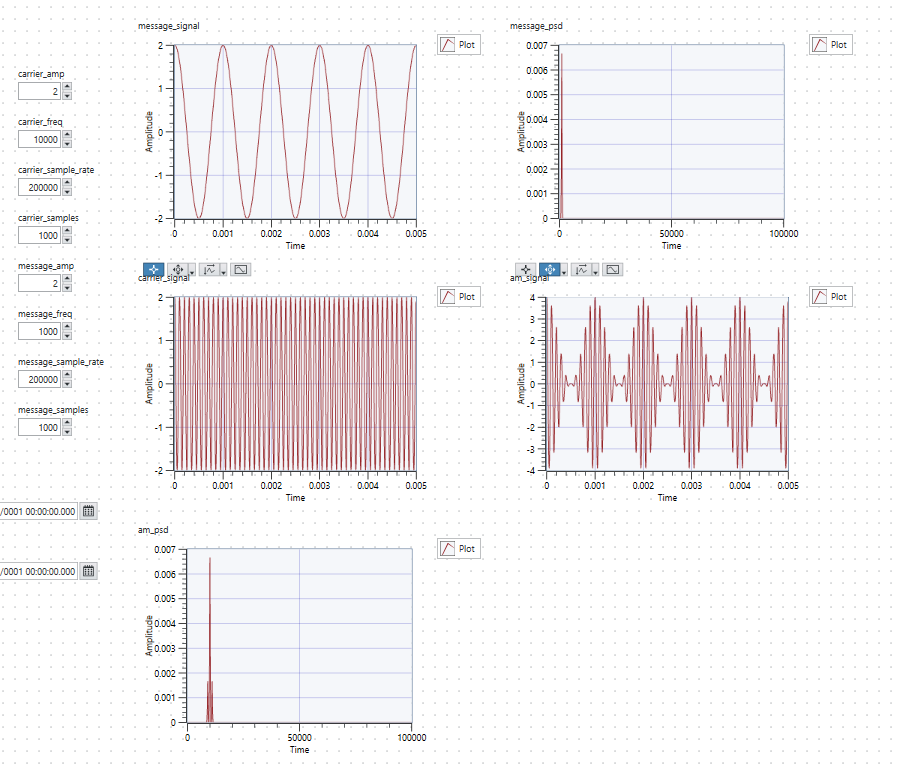 message_signal
Plot
2
1
0
-1
-2
Amplitude
0 0.001 0.002 0.003 0.004 0.005
Time
message_psd
Plot
0.007
0.006
0.005
0.004
0.003
0.002
0.001
0
Amplitude
0 50000 100000
Time
carrier_amp
2
carrier_freq
10000
carrier_sample_rate
200000
carrier_samples
1000
message_amp
2
message_freq
1000
message_sample_rate
200000
message_samples
1000
carrier_signal
Plot
2
1
0
-1
-2
Amplitude
0 0.001 0.002 0.003 0.004 0.005
Time
am_signal
Plot
4
3
2
1
0
-1
-2
-3
-4
Amplitude
0 0.001 0.002 0.003 0.004 0.005
Time
/0001 00:00:00.000
/0001 00:00:00.000
am_psd
Plot
0.007
0.006
0.005
0.004
0.003
0.002
0.001
0
Amplitude
0 50000 100000
Time